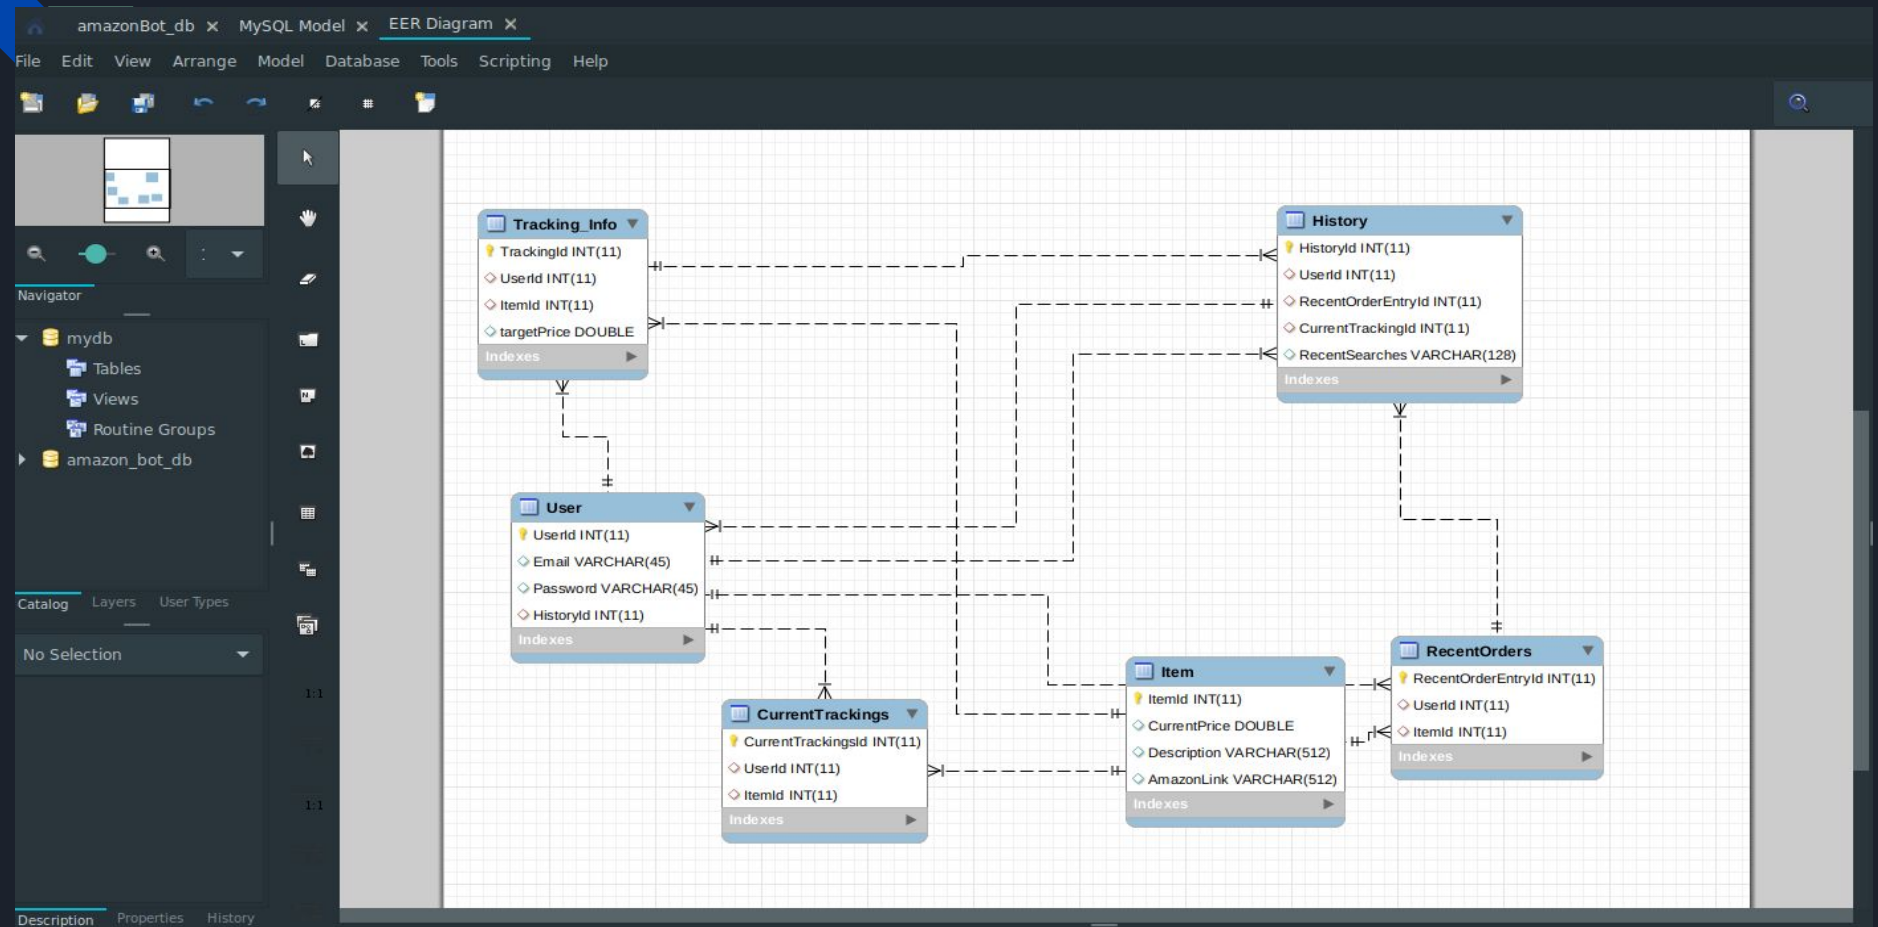 amazonBot_db ✕ MySQL Model ✕ EER Diagram ✕
File Edit View Arrange Model Database Tools Scripting Help
Navigator
mydb
Tables
Views
Routine Groups
amazon_bot_db
Catalog Layers User Types
No Selection
Description Properties History
1:1
1:1
Tracking_Info
TrackingId INT(11)
UserId INT(11)
ItemId INT(11)
targetPrice DOUBLE
Indexes
History
HistoryId INT(11)
UserId INT(11)
RecentOrderEntryId INT(11)
CurrentTrackingId INT(11)
RecentSearches VARCHAR(128)
Indexes
User
UserId INT(11)
Email VARCHAR(45)
Password VARCHAR(45)
HistoryId INT(11)
Indexes
CurrentTrackings
CurrentTrackingsId INT(11)
UserId INT(11)
ItemId INT(11)
Indexes
Item
ItemId INT(11)
CurrentPrice DOUBLE
Description VARCHAR(512)
AmazonLink VARCHAR(512)
Indexes
RecentOrders
RecentOrderEntryId INT(11)
UserId INT(11)
ItemId INT(11)
Indexes